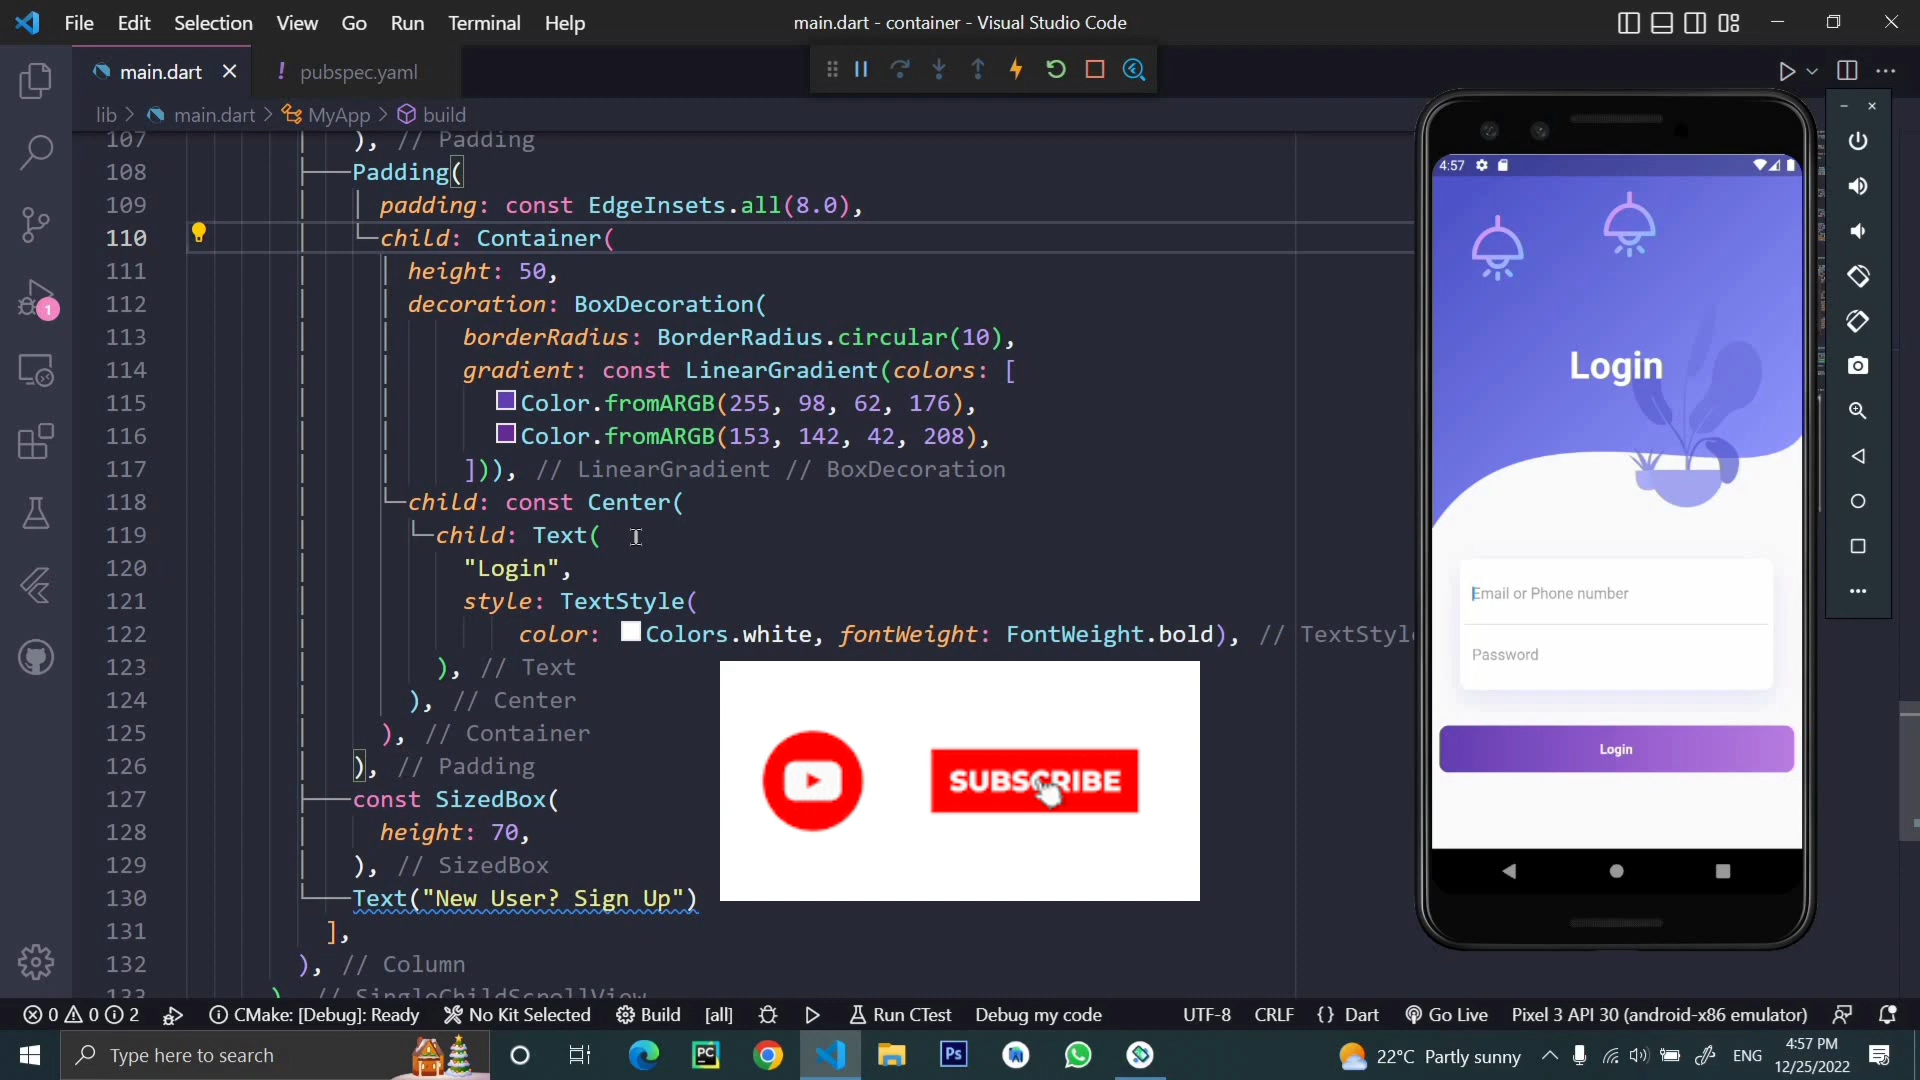 File Edit Selection View Go Run Terminal Help
main.dart - container - Visual Studio Code
main.dart
! pubspec.yaml
lib > main.dart > MyApp > build
107 ), // Padding
108 Padding(
109 padding: const EdgeInsets.all(8.0),
110 child: Container(
111 height: 50,
112 decoration: BoxDecoration(
113 borderRadius: BorderRadius.circular(10),
114 gradient: const LinearGradient(colors: [
115 Color.fromARGB(255, 98, 62, 176),
116 Color.fromARGB(153, 142, 42, 208),
117 ])), // LinearGradient // BoxDecoration
118 child: const Center(
119 child: Text(
120 "Login",
121 style: TextStyle(
122 color: Colors.white, fontWeight: FontWeight.bold), // TextStyl
123 ), // Text
124 ), // Center
125 ), // Container
126 ), // Padding
127 const SizedBox(
128 height: 70,
129 ), // SizedBox
130 Text("New User? Sign Up")
131 ],
132 ), // Column
133 ), // SingleChildScrollView
1
4:57
Login
Email or Phone number
Password
Login
SUBSCRIBE
0 0 2 CMake: [Debug]: Ready No Kit Selected Build [all] Run CTest Debug my code UTF-8 CRLF {} Dart Go Live Pixel 3 API 30 (android-x86 emulator)
Type here to search
PC
Ps
22°C Partly sunny
ENG
4:57 PM
12/25/2022